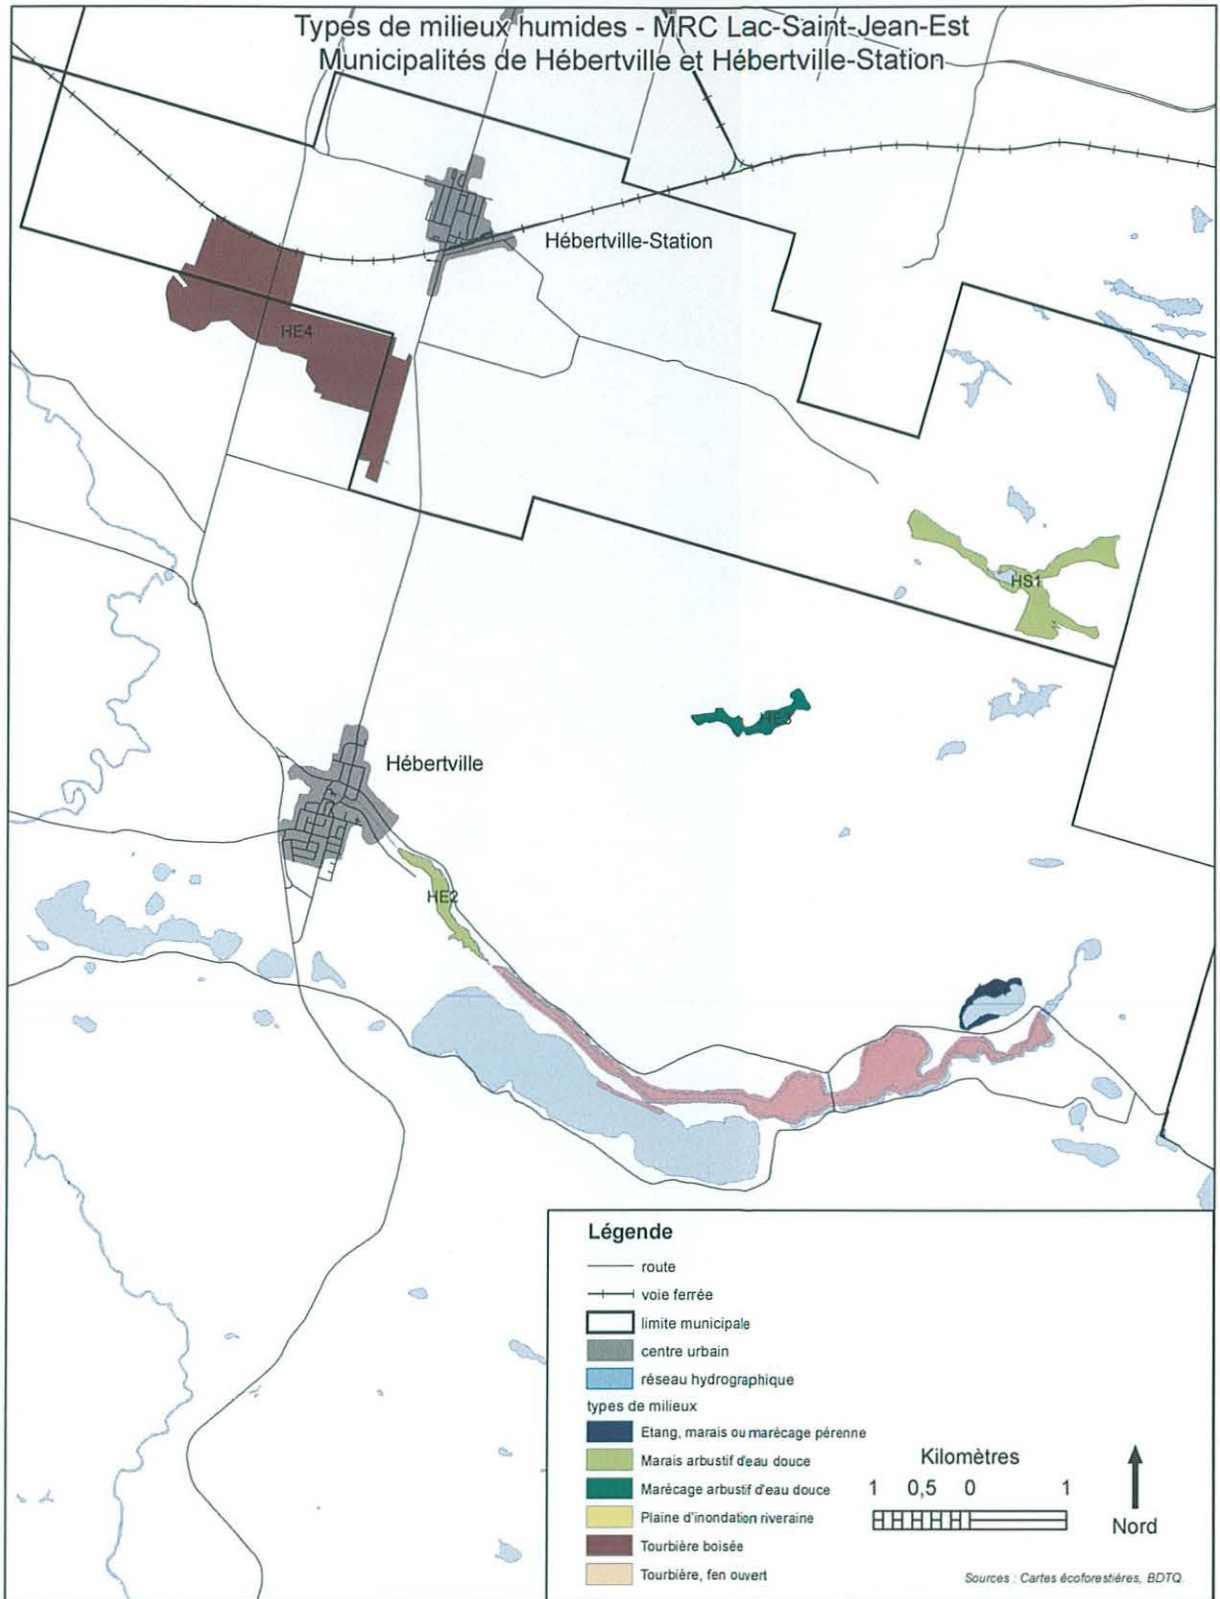 Types de milieux humides - MRC Lac-Saint-Jean-Est
Municipalités de Hébertville et Hébertville-Station
Hébertville-Station
HE4
HS1
HE3
Hébertville
HE2
Légende
route
voie ferrée
limite municipale
centre urbain
réseau hydrographique
types de milieux
Etang, marais ou marécage pérenne
Marais arbustif d'eau douce
Marécage arbustif d'eau douce
Plaine d'inondation riveraine
Tourbière boisée
Tourbière, fen ouvert
Kilomètres
1 0,5 0 1
Nord
Sources : Cartes écoforestières, BDTQ.